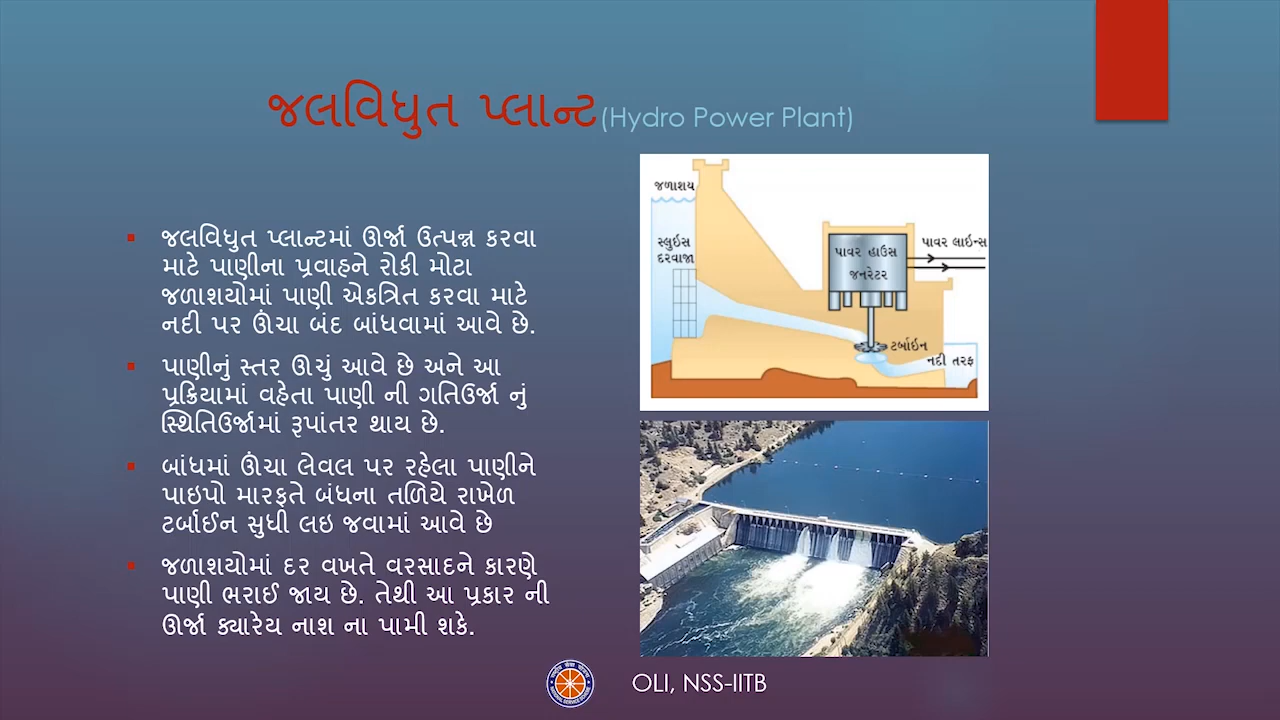 જલવિધુત પ્લાન્ટ(Hydro Power Plant)
જલવિધુત પ્લાન્ટમાં ઊર્જા ઉત્પન્ન કરવા
માટે પાણીના પ્રવાહને રોકી મોટા
જળાશયોમાં પાણી એકત્રિત કરવા માટે
નદી પર ઊંચા બંદ બાંધવામાં આવે છે.
પાણીનું સ્તર ઊચું આવે છે અને આ
પ્રક્રિયામાં વહેતા પાણી ની ગતિઉર્જા નું
સ્થિતિઉર્જામાં રૂપાંતર થાય છે.
બાંધમાં ઊંચા લેવલ પર રહેલા પાણીને
પાઇપો મારફતે બંધના તળિયે રાખેળ
ટર્બાઈન સુધી લઇ જવામાં આવે છે
જળાશયોમાં દર વખતે વરસાદને કારણે
પાણી ભરાઈ જાય છે. તેથી આ પ્રકાર ની
ઊર્જા ક્યારેય નાશ ના પામી શકે.
જળાશય
સ્લુઇસ
દરવાજા
પાવર હાઉસ
જનરેટર
પાવર લાઇન્સ
ટર્બાઇન
નદી તરફ
OLI, NSS-IITB